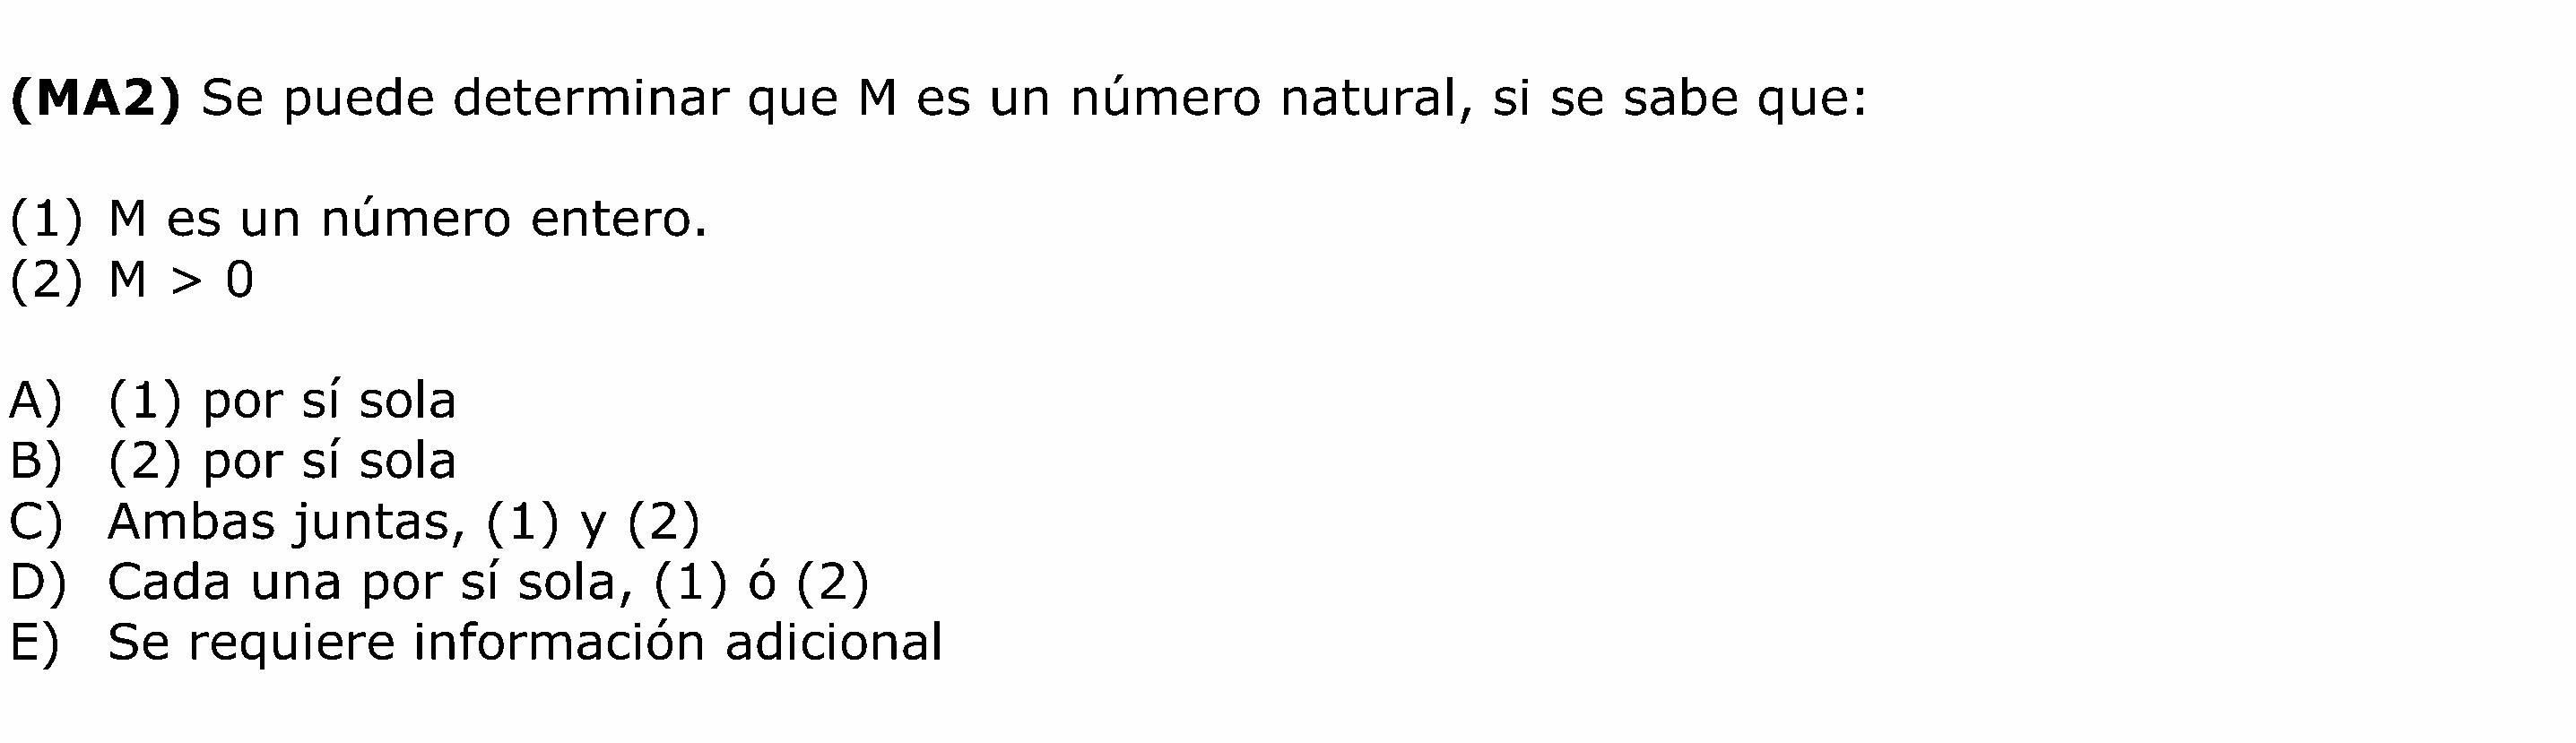 (MA2) Se puede determinar que M es un número natural, si se sabe que:
(1) M es un número entero.
(2) M > 0
A) (1) por sí sola
B) (2) por sí sola
C) Ambas juntas, (1) y (2)
D) Cada una por sí sola, (1) ó (2)
E) Se requiere información adicional